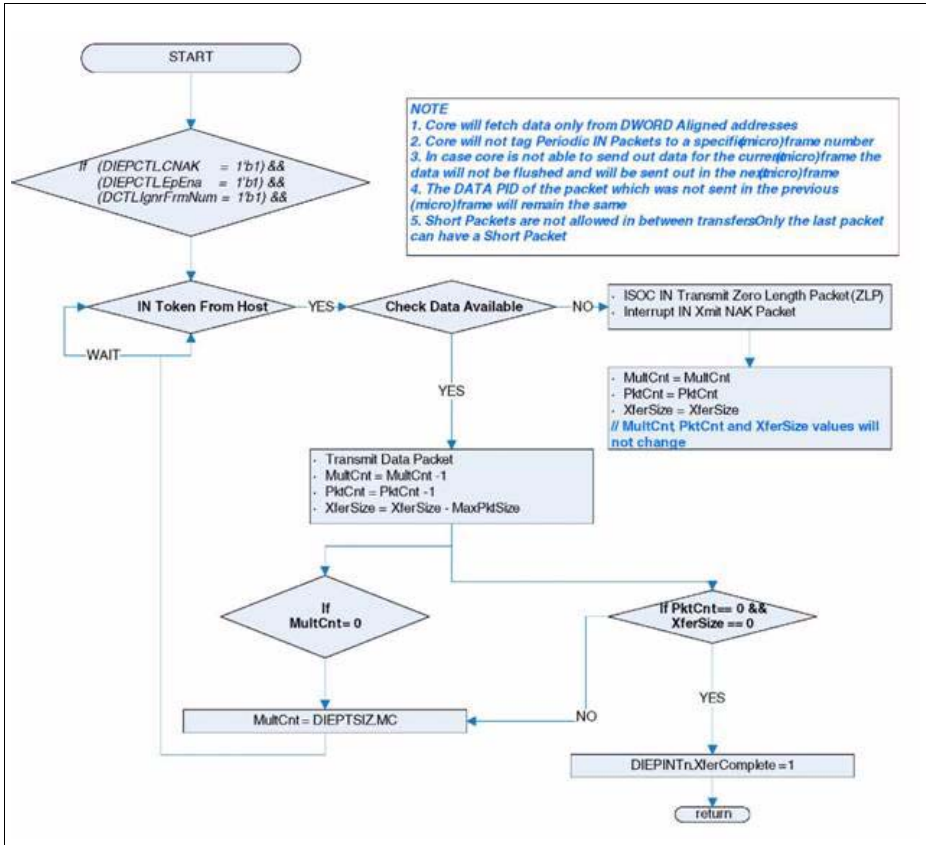 START
If (DIEPCTL.CNAK = 1'b1) &&
(DIEPCTL.EpEna = 1'b1) &&
(DCTL.IgnrFrmNum = 1'b1) &&
NOTE
1. Core will fetch data only from DWORD Aligned addresses
2. Core will not tag Periodic IN Packets to a specific(micro)frame number
3. In case core is not able to send out data for the current(micro)frame the
data will not be flushed and will be sent out in the next(micro)frame
4. The DATA PID of the packet which was not sent in the previous
(micro)frame will remain the same
5. Short Packets are not allowed in between transfersOnly the last packet
can have a Short Packet
IN Token From Host
YES
Check Data Available
NO
· ISOC IN Transmit Zero Length Packet(ZLP)
· Interrupt IN Xmit NAK Packet
WAIT
YES
· MultCnt = MultCnt
· PktCnt = PktCnt
· XferSize = XferSize
// MultCnt, PktCnt and XferSize values will
not change
· Transmit Data Packet
· MultCnt = MultCnt -1
· PktCnt = PktCnt -1
· XferSize = XferSize - MaxPktSize
If
MultCnt= 0
If PktCnt== 0 &&
XferSize == 0
YES
NO
MultCnt = DIEPTSIZ.MC
DIEPINTn.XferComplete =1
return